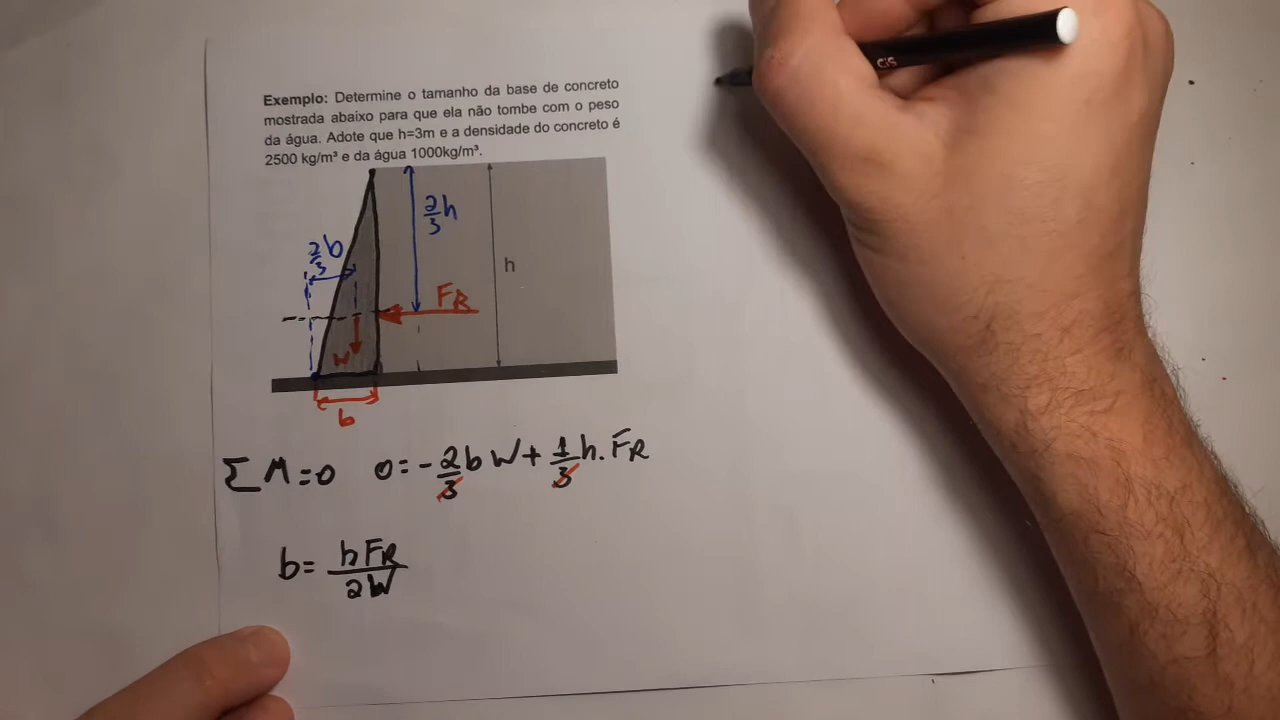 Exemplo: Determine o tamanho da base de concreto
mostrada abaixo para que ela não tombe com o peso
da água. Adote que h=3m e a densidade do concreto é
2500 kg/m³ e da água 1000kg/m³.
2/3 h
2/3 b
h
FR
W
b
ΣM=0 0=-2/3 b W+1/3 h.FR
b= hFR/2W
cis